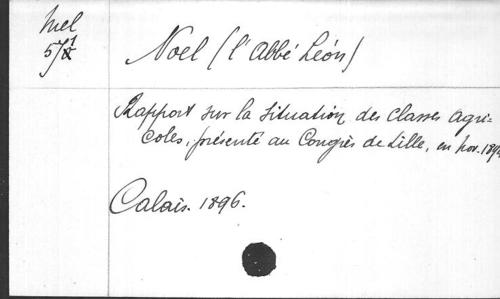 Mel
57
Noel (l'abbé Léon)
Rapport sur la situation des classes agri-
coles, présenté au Congrès de Lille, en nov. 189
Calais. 1896.